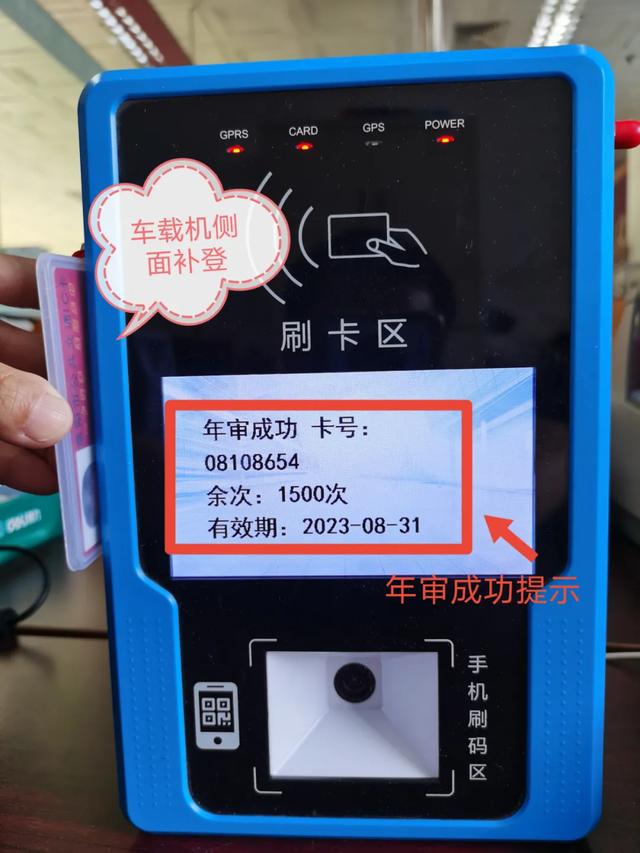 GPRS
CARD
GPS
POWER
车载机侧
面补登
刷卡区
年审成功 卡号:
08108654
余次: 1500次
有效期: 2023-08-31
年审成功提示
手机刷码区